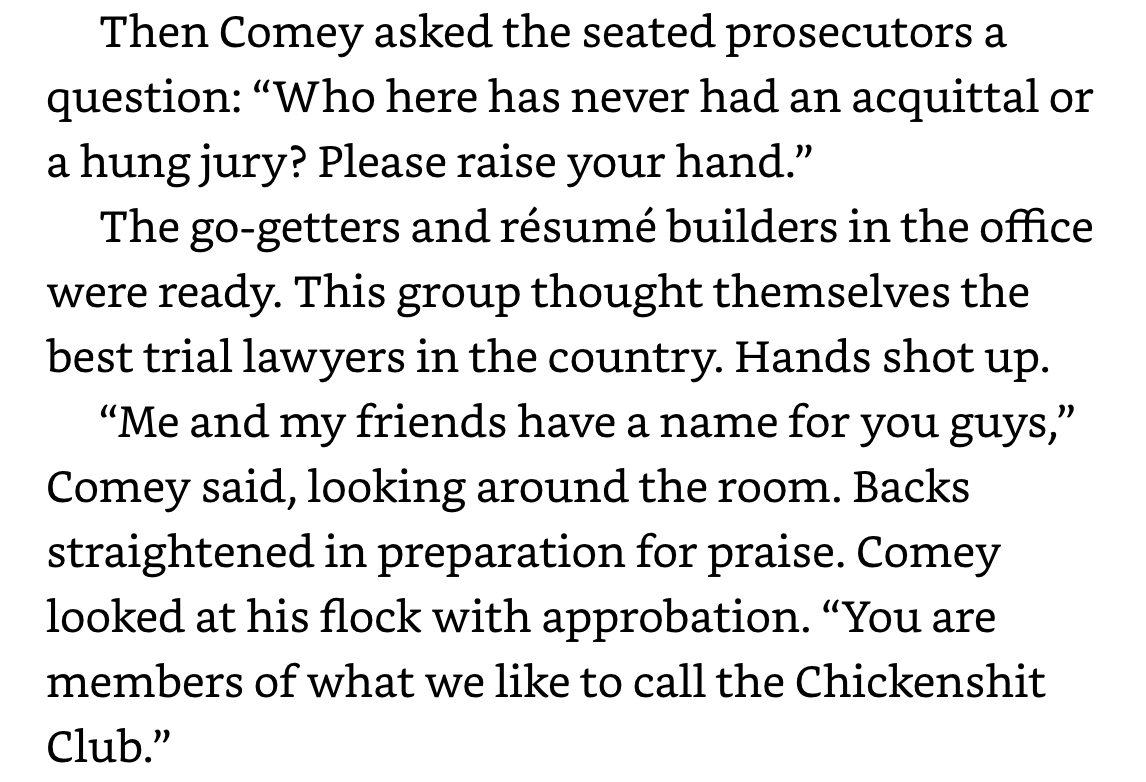 Then Comey asked the seated prosecutors a
question: “Who here has never had an acquittal or
a hung jury? Please raise your hand.”
The go-getters and résumé builders in the office
were ready. This group thought themselves the
best trial lawyers in the country. Hands shot up.
“Me and my friends have a name for you guys,”
Comey said, looking around the room. Backs
straightened in preparation for praise. Comey
looked at his flock with approbation. “You are
members of what we like to call the Chickenshit
Club.”